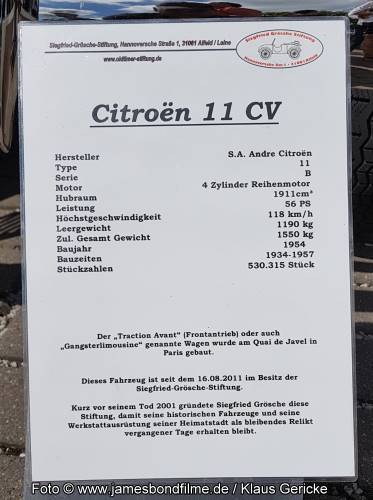 Siegfried-Grösche-Stiftung, Hannoversche Straße 1, 31061 Alfeld / Leine
www.oldtimer-stiftung.de
Siegfried Grösche Stiftung
Citroën 11 CV
Hersteller S.A. Andre Citroën
Type 11
Serie B
Motor 4 Zylinder Reihenmotor
Hubraum 1911cm³
Leistung 56 PS
Höchstgeschwindigkeit 118 km/h
Leergewicht 1190 kg
Zul. Gesamt Gewicht 1550 kg
Baujahr 1954
Bauzeiten 1934-1957
Stückzahlen 530.315 Stück
Der „Traction Avant“ (Frontantrieb) oder auch
„Gangsterlimousine“ genannte Wagen wurde am Quai de Javel in
Paris gebaut.
Dieses Fahrzeug ist seit dem 16.08.2011 im Besitz der
Siegfried-Grösche-Stiftung.
Kurz vor seinem Tod 2001 gründete Siegfried Grösche diese
Stiftung, damit seine historischen Fahrzeuge und seine
Werkstattausrüstung seiner Heimatstadt als bleibendes Relikt
vergangener Tage erhalten bleibt.
Foto © www.jamesbondfilme.de / Klaus Gericke